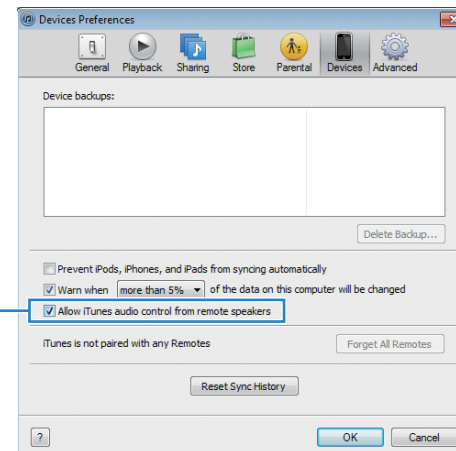 Devices Preferences
General Playback Sharing Store Parental Devices Advanced
Device backups:
Delete Backup...
Prevent iPods, iPhones, and iPads from syncing automatically
Warn when more than 5% of the data on this computer will be changed
Allow iTunes audio control from remote speakers
iTunes is not paired with any Remotes Forget All Remotes
Reset Sync History
? OK Cancel